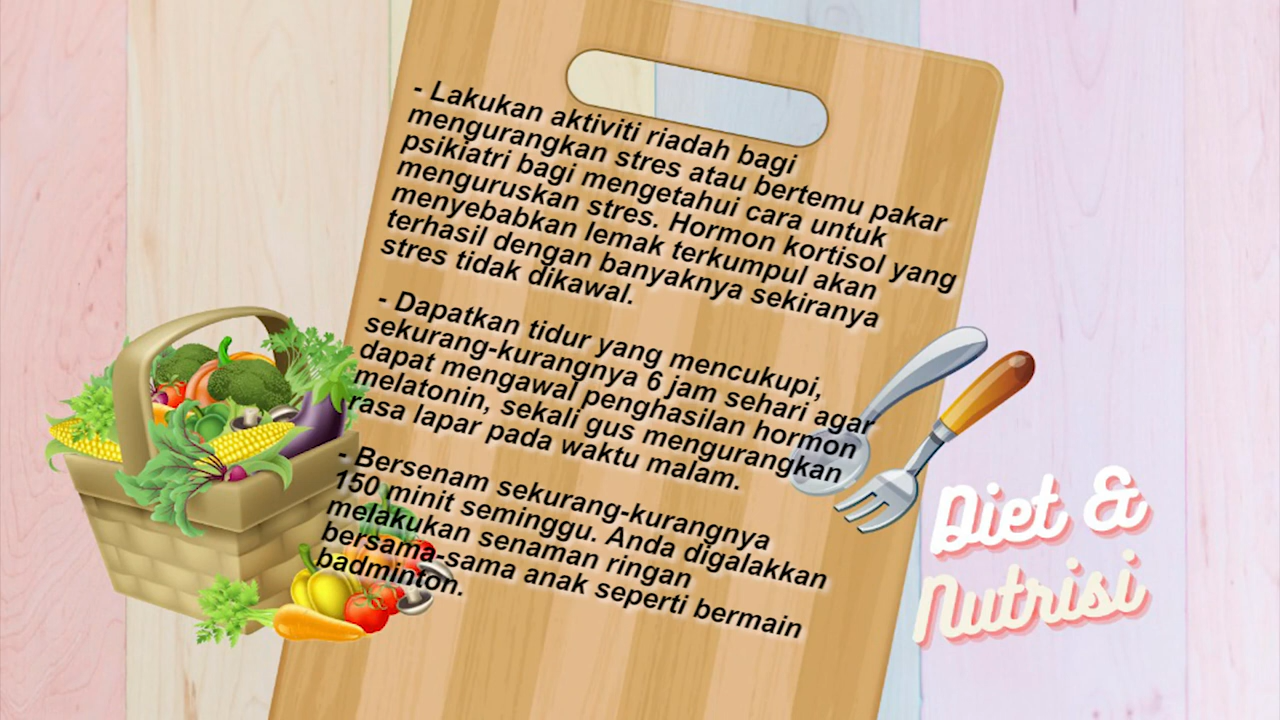 - Lakukan aktiviti riadah bagi
mengurangkan stres atau bertemu pakar
psikiatri bagi mengetahui cara untuk
menguruskan stres. Hormon kortisol yang
menyebabkan lemak terkumpul akan
terhasil dengan banyaknya sekiranya
stres tidak dikawal.
- Dapatkan tidur yang mencukupi,
sekurang-kurangnya 6 jam sehari agar
dapat mengawal penghasilan hormon
melatonin, sekali gus mengurangkan
rasa lapar pada waktu malam.
- Bersenam sekurang-kurangnya
150 minit seminggu. Anda digalakkan
melakukan senaman ringan
bersama-sama anak seperti bermain
badminton.
Diet &
Nutrisi